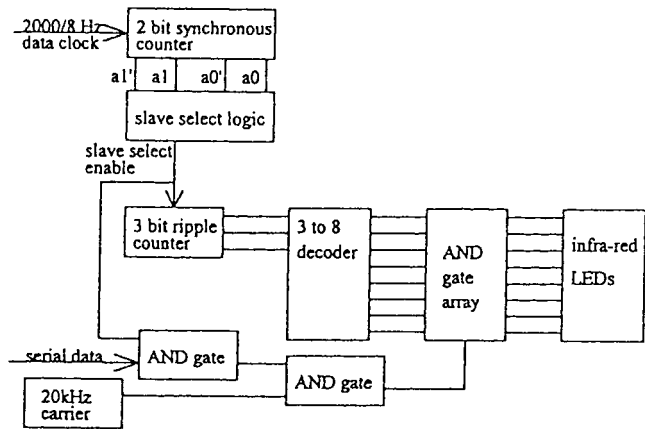 2000/8 Hz
data clock
2 bit synchronous
counter
a1' a1 a0' a0
slave select logic
slave select
enable
3 bit ripple
counter
3 to 8
decoder
AND
gate
array
infra-red
LEDs
serial data
AND gate
AND gate
20kHz
carrier